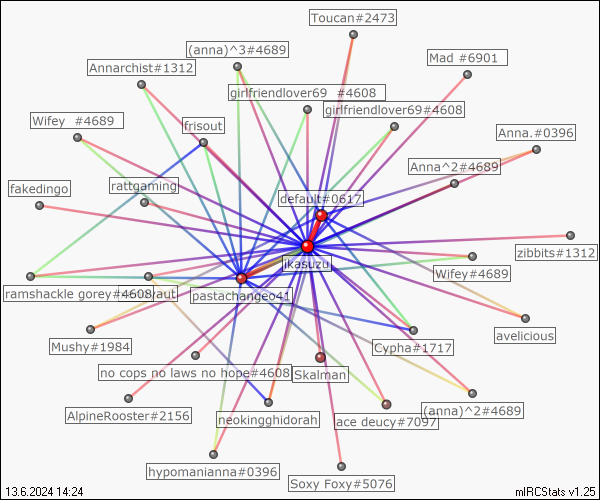 Toucan#2473
(anna)^3#4689
Mad #6901
Annarchist#1312
girlfriendlover69 #4608
girlfriendlover69#4608
Wifey #4689
frisout
Anna.#0396
Anna^2#4689
rattgaming
fakedingo
default#0617
zibbits#1312
jikasuzu
Wifey#4689
ramshackle gorey#4608
aut
pastachangeo41
avelicious
Mushy#1984
Cypha#1717
no cops no laws no hope#4608
Skalman
AlpineRooster#2156
neokingghidorah
ace deucy#7097
(anna)^2#4689
hypomanianna#0396
Soxy Foxy#5076
13.6.2024 14:24
mIRCStats v1.25